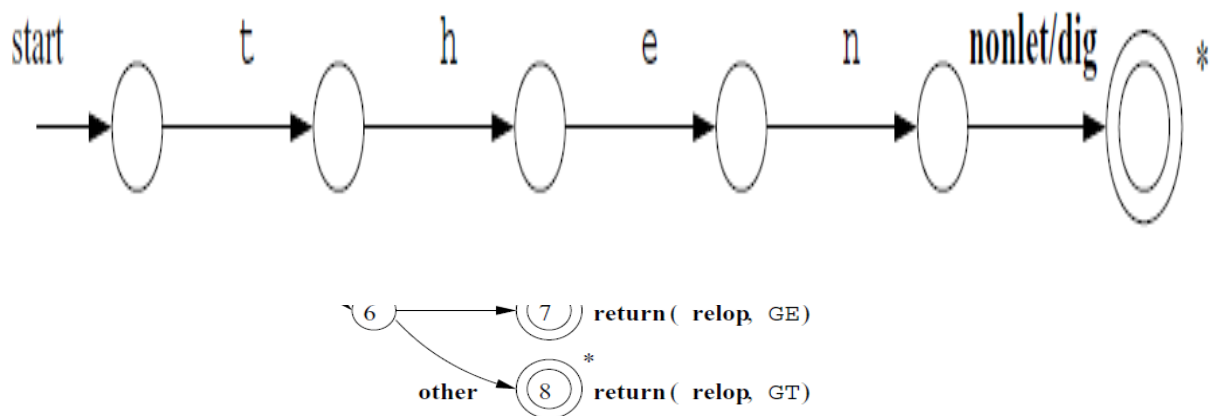 start t h e n nonlet/dig *
6 7 return( relop, GE)
*
other 8 return( relop, GT)